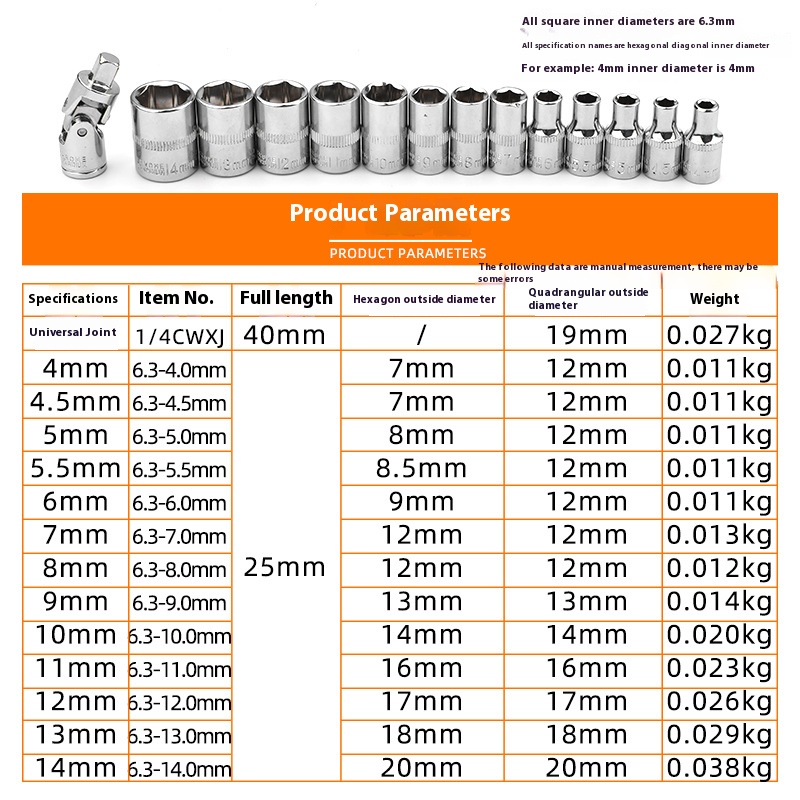 All square inner diameters are 6.3mm
All specification names are hexagonal diagonal inner diameter
For example: 4mm inner diameter is 4mm
14mm
12mm
11mm
10mm
Product Parameters
PRODUCT PARAMETERS
The following data are manual measurement, there may be
some errors
Specifications Item No. Full length Hexagon outside diameter Quadrangular outside diameter Weight
Universal Joint 1/4CWXJ 40mm / 19mm 0.027kg
4mm 6.3-4.0mm 7mm 12mm 0.011kg
4.5mm 6.3-4.5mm 7mm 12mm 0.011kg
5mm 6.3-5.0mm 8mm 12mm 0.011kg
5.5mm 6.3-5.5mm 8.5mm 12mm 0.011kg
6mm 6.3-6.0mm 9mm 12mm 0.011kg
7mm 6.3-7.0mm 12mm 12mm 0.013kg
8mm 6.3-8.0mm 25mm 12mm 12mm 0.012kg
9mm 6.3-9.0mm 13mm 13mm 0.014kg
10mm 6.3-10.0mm 14mm 14mm 0.020kg
11mm 6.3-11.0mm 16mm 16mm 0.023kg
12mm 6.3-12.0mm 17mm 17mm 0.026kg
13mm 6.3-13.0mm 18mm 18mm 0.029kg
14mm 6.3-14.0mm 20mm 20mm 0.038kg